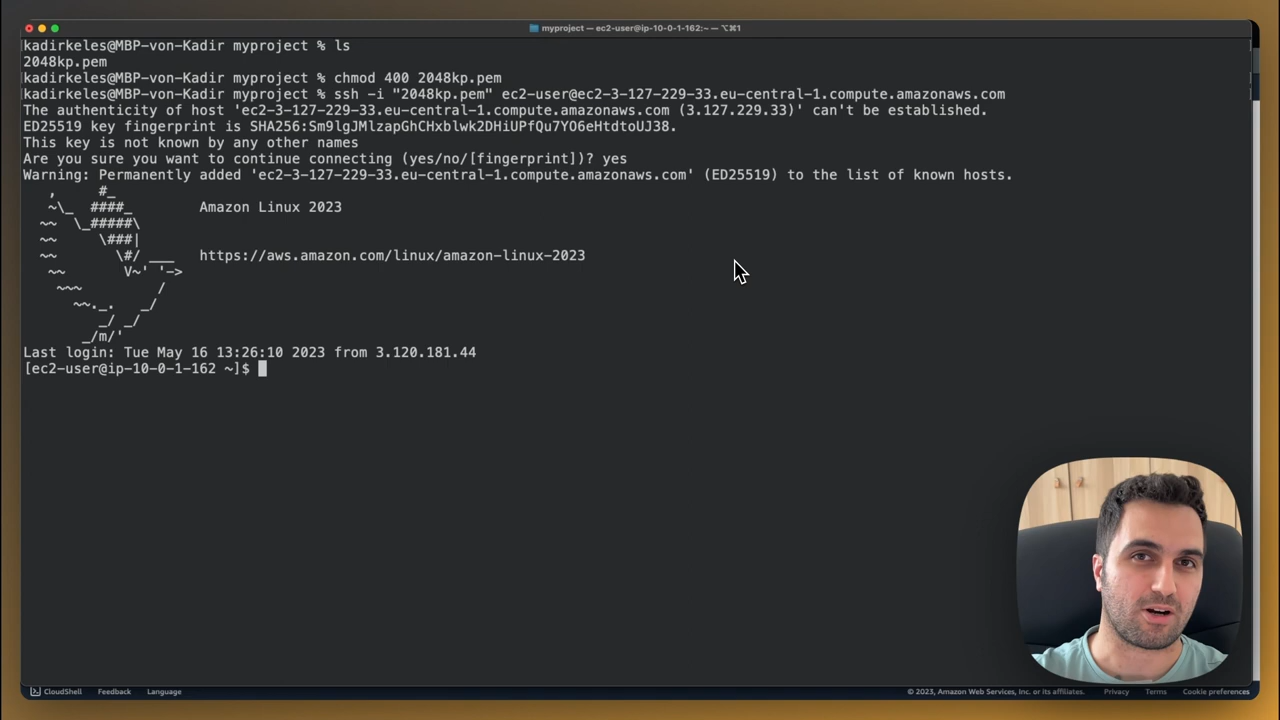 myproject — ec2-user@ip-10-0-1-162:~ — ⌥⌘1
kadirkeles@MBP-von-Kadir myproject % ls
2048kp.pem
kadirkeles@MBP-von-Kadir myproject % chmod 400 2048kp.pem
kadirkeles@MBP-von-Kadir myproject % ssh -i "2048kp.pem" ec2-user@ec2-3-127-229-33.eu-central-1.compute.amazonaws.com
The authenticity of host 'ec2-3-127-229-33.eu-central-1.compute.amazonaws.com (3.127.229.33)' can't be established.
ED25519 key fingerprint is SHA256:Sm9lgJMlzapGhCHxblwk2DHiUPfQu7YO6eHtdtoUJ38.
This key is not known by any other names
Are you sure you want to continue connecting (yes/no/[fingerprint])? yes
Warning: Permanently added 'ec2-3-127-229-33.eu-central-1.compute.amazonaws.com' (ED25519) to the list of known hosts.
   ,     #_
   ~\_  ####_        Amazon Linux 2023
  ~~  \_#####\
  ~~     \###|
  ~~       \#/ ___   https://aws.amazon.com/linux/amazon-linux-2023
   ~~       V~' '->
    ~~~         /
      ~~._.   _/
         _/ _/
       _/m/'
Last login: Tue May 16 13:26:10 2023 from 3.120.181.44
[ec2-user@ip-10-0-1-162 ~]$
CloudShell Feedback Language © 2023, Amazon Web Services, Inc. or its affiliates. Privacy Terms Cookie preferences